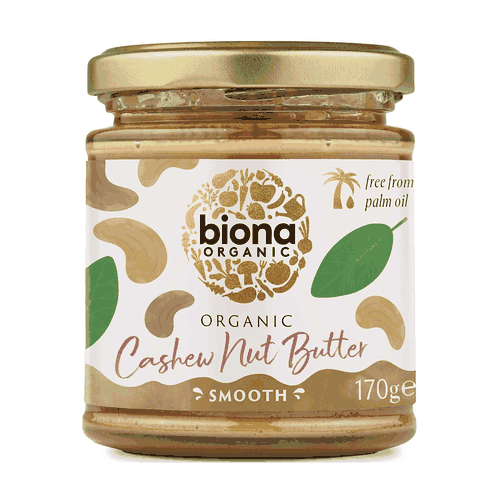 biona
ORGANIC
free from
palm oil
ORGANIC
Cashew Nut Butter
SMOOTH
170g℮